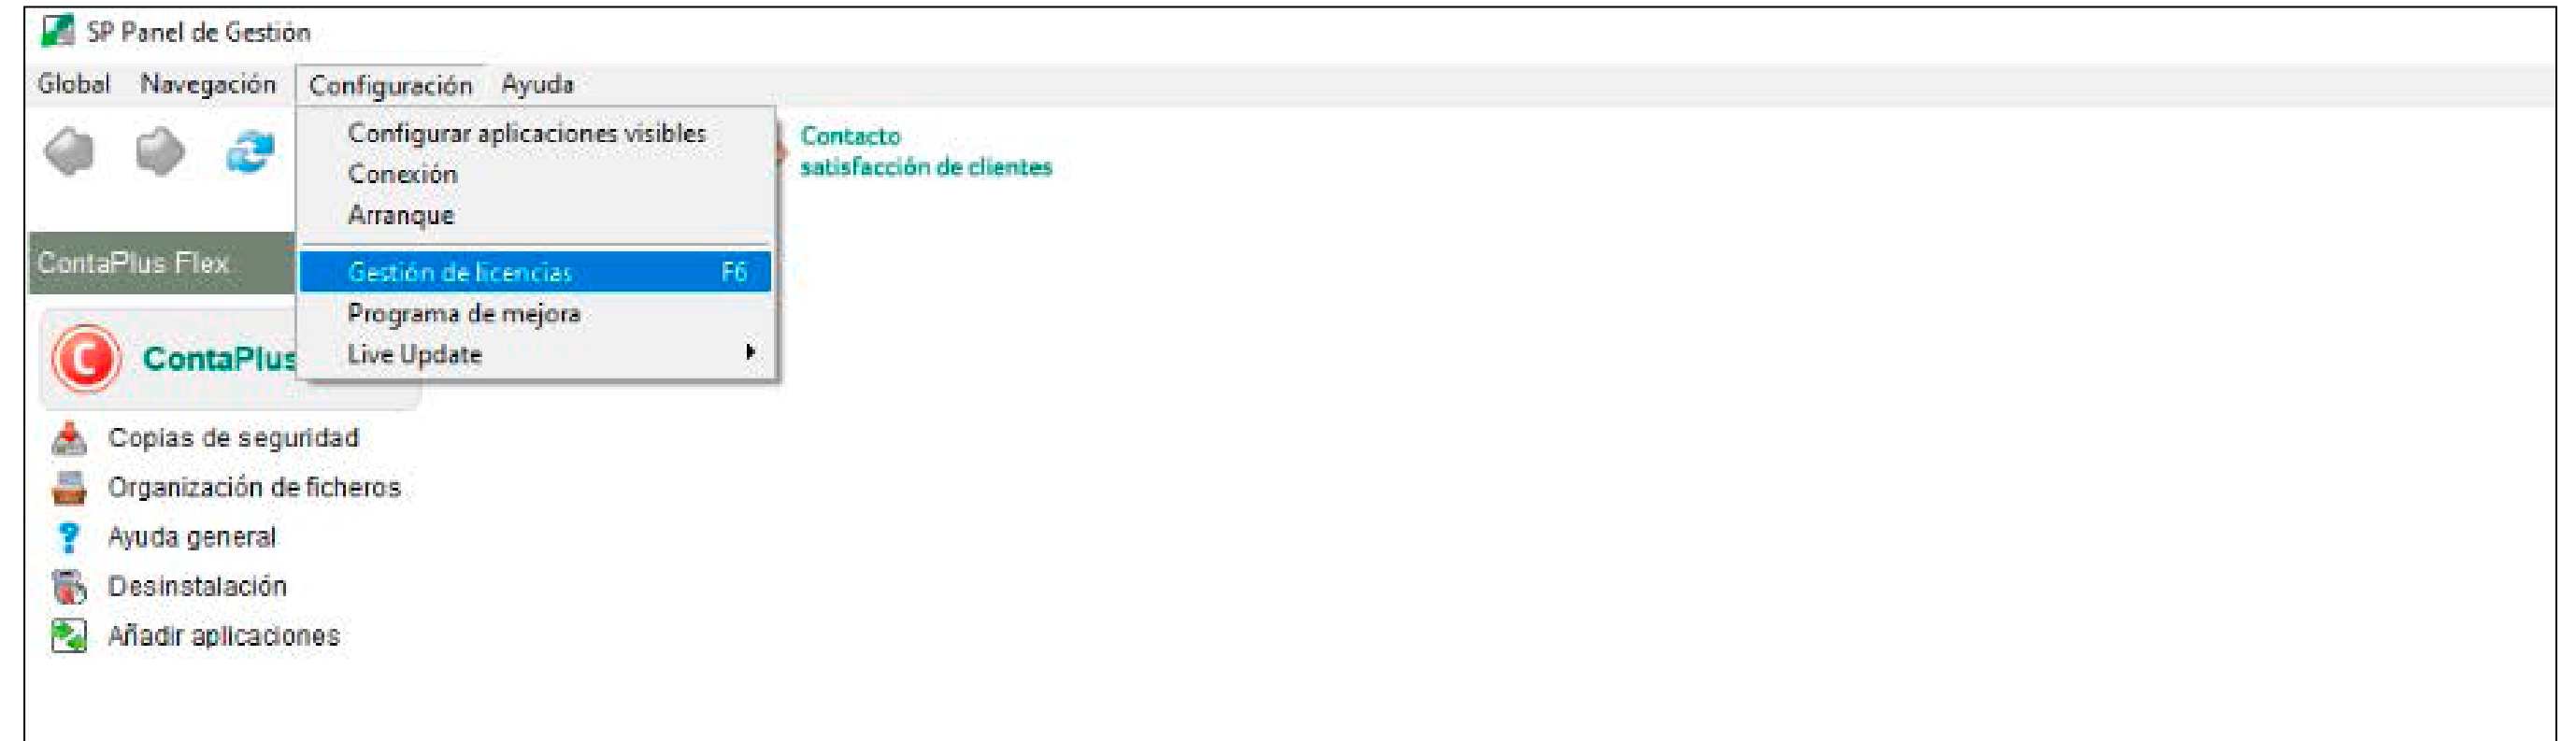 SP Panel de Gestión
Global Navegación Configuración Ayuda
Configurar aplicaciones visibles
Conexión
Arranque
Gestión de licencias F6
Programa de mejora
Live Update
Contacto
satisfacción de clientes
ContaPlus Flex
ContaPlus
Copias de seguridad
Organización de ficheros
Ayuda general
Desinstalación
Añadir aplicaciones